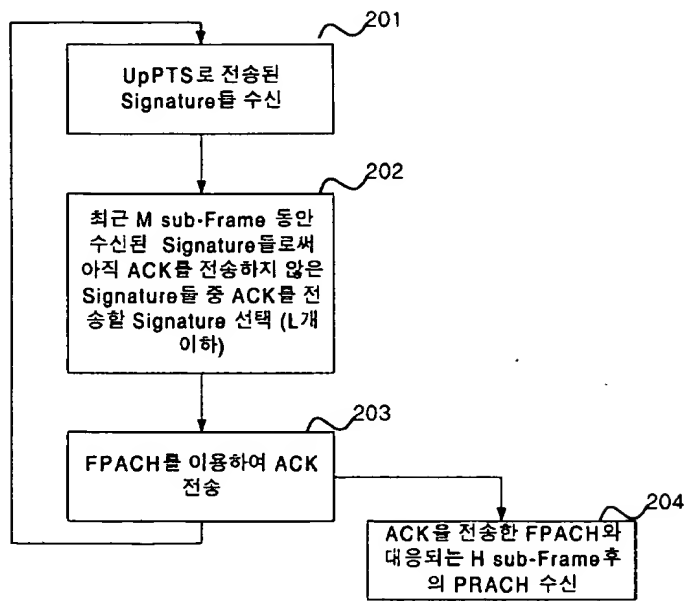 201
UpPTS로 전송된
Signature들 수신
202
최근 M sub-Frame 동안
수신된 Signature들로써
아직 ACK를 전송하지 않은
Signature들 중 ACK를 전
송할 Signature 선택 (L개
이하)
203
FPACH를 이용하여 ACK
전송
204
ACK을 전송한 FPACH와
대응되는 H sub-Frame후
의 PRACH 수신